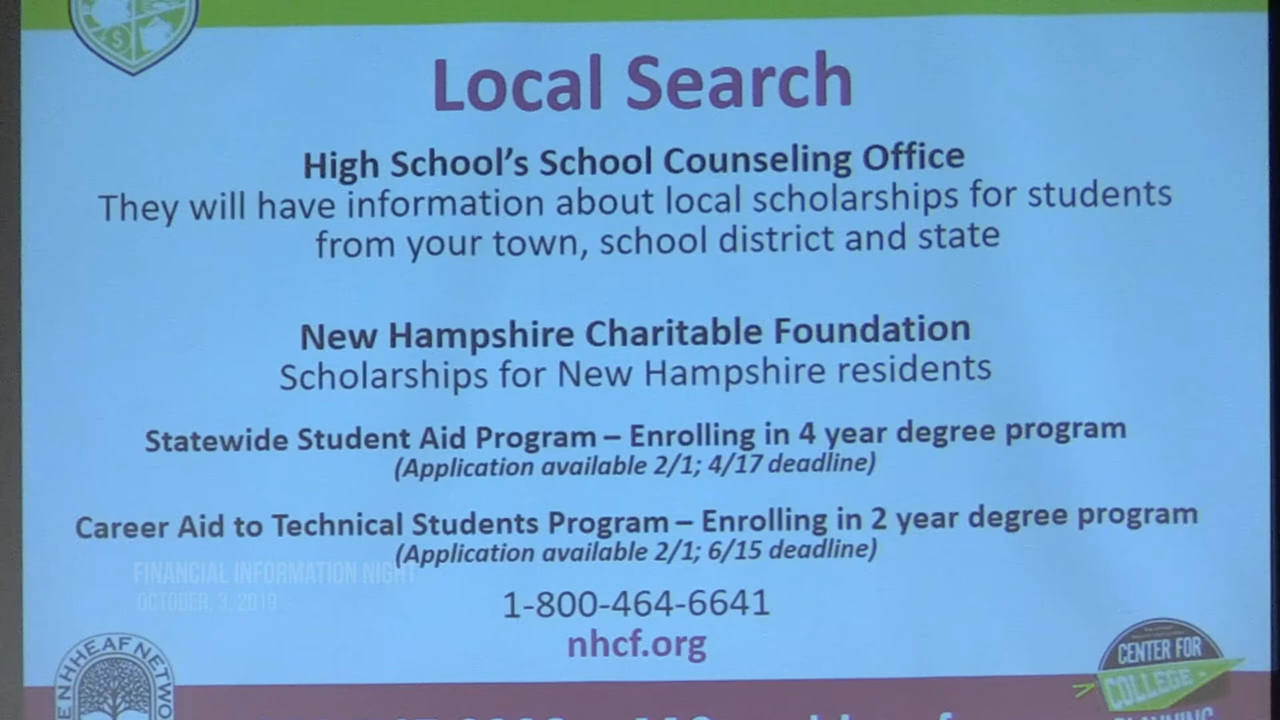 Local Search
High School's School Counseling Office
They will have information about local scholarships for students
from your town, school district and state
New Hampshire Charitable Foundation
Scholarships for New Hampshire residents
Statewide Student Aid Program – Enrolling in 4 year degree program
(Application available 2/1; 4/17 deadline)
Career Aid to Technical Students Program – Enrolling in 2 year degree program
(Application available 2/1; 6/15 deadline)
FINANCIAL INFORMATION NIGHT
OCTOBER, 3, 2019
1-800-464-6641
nhcf.org
NHHEAF NETWO
CENTER FOR
COLLEGE
PLANNING